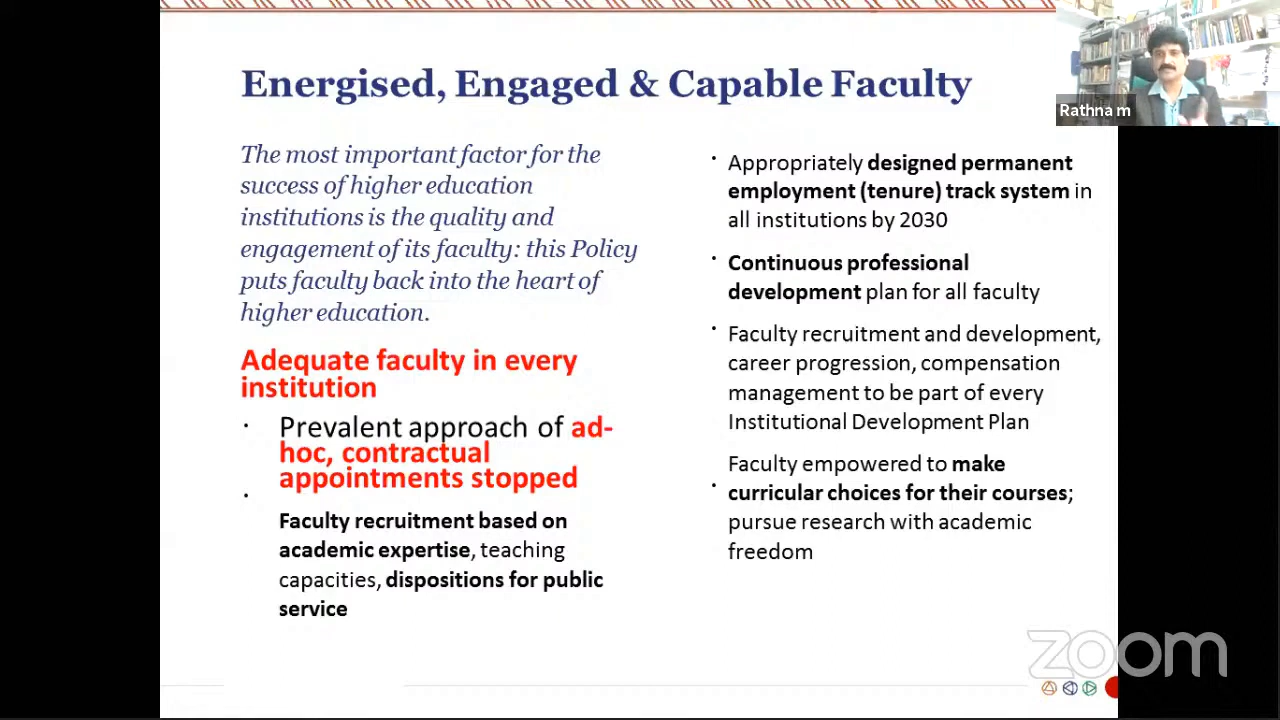 Energised, Engaged & Capable Faculty
Rathna m
The most important factor for the
success of higher education
institutions is the quality and
engagement of its faculty: this Policy
puts faculty back into the heart of
higher education.
Adequate faculty in every
institution
· Prevalent approach of ad-
hoc, contractual
appointments stopped
·
Faculty recruitment based on
academic expertise, teaching
capacities, dispositions for public
service
· Appropriately designed permanent
employment (tenure) track system in
all institutions by 2030
· Continuous professional
development plan for all faculty
· Faculty recruitment and development,
career progression, compensation
management to be part of every
Institutional Development Plan
Faculty empowered to make
· curricular choices for their courses;
pursue research with academic
freedom
zoom